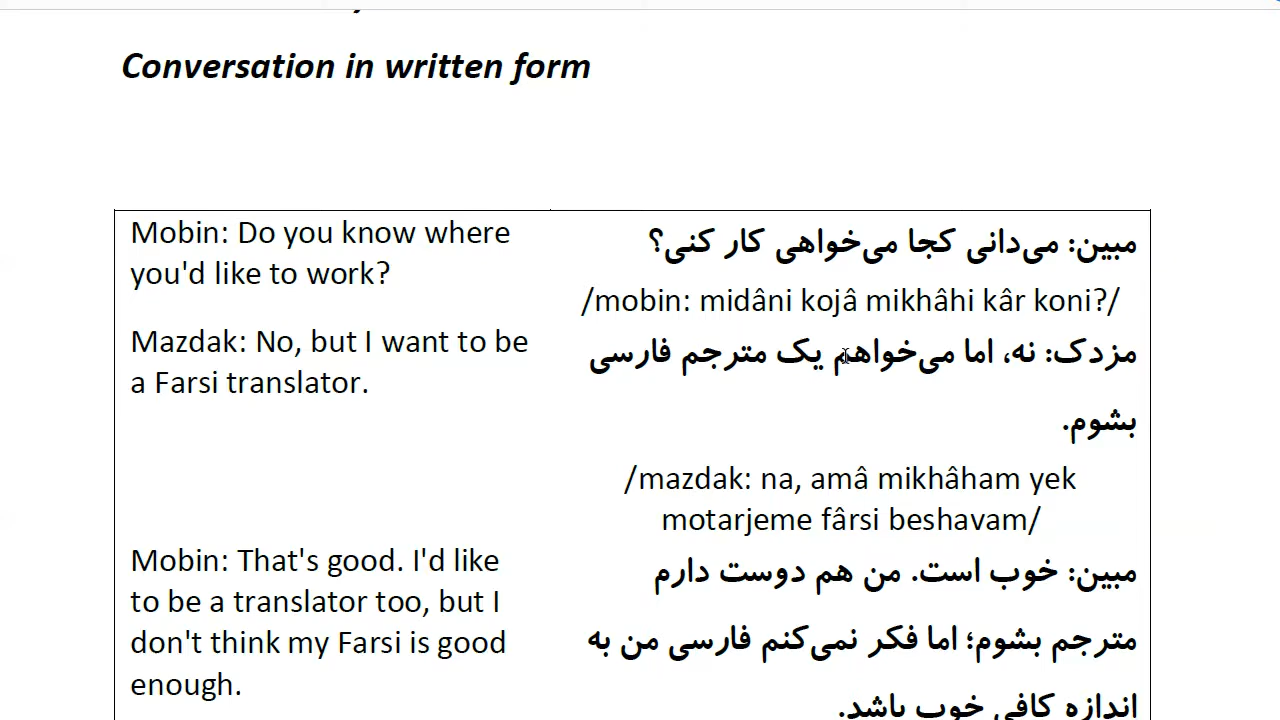 Conversation in written form
Mobin: Do you know where
you'd like to work?
مبین: می‌دانی کجا می‌خواهی کار کنی؟
/mobin: midâni kojâ mikhâhi kâr koni?/
Mazdak: No, but I want to be
a Farsi translator.
مزدک: نه، اما می‌خواهم یک مترجم فارسی
بشوم.
/mazdak: na, amâ mikhâham yek
motarjeme fârsi beshavam/
Mobin: That's good. I'd like
to be a translator too, but I
don't think my Farsi is good
enough.
مبین: خوب است. من هم دوست دارم
مترجم بشوم؛ اما فکر نمی‌کنم فارسی من به
اندازه کافی خوب باشد.